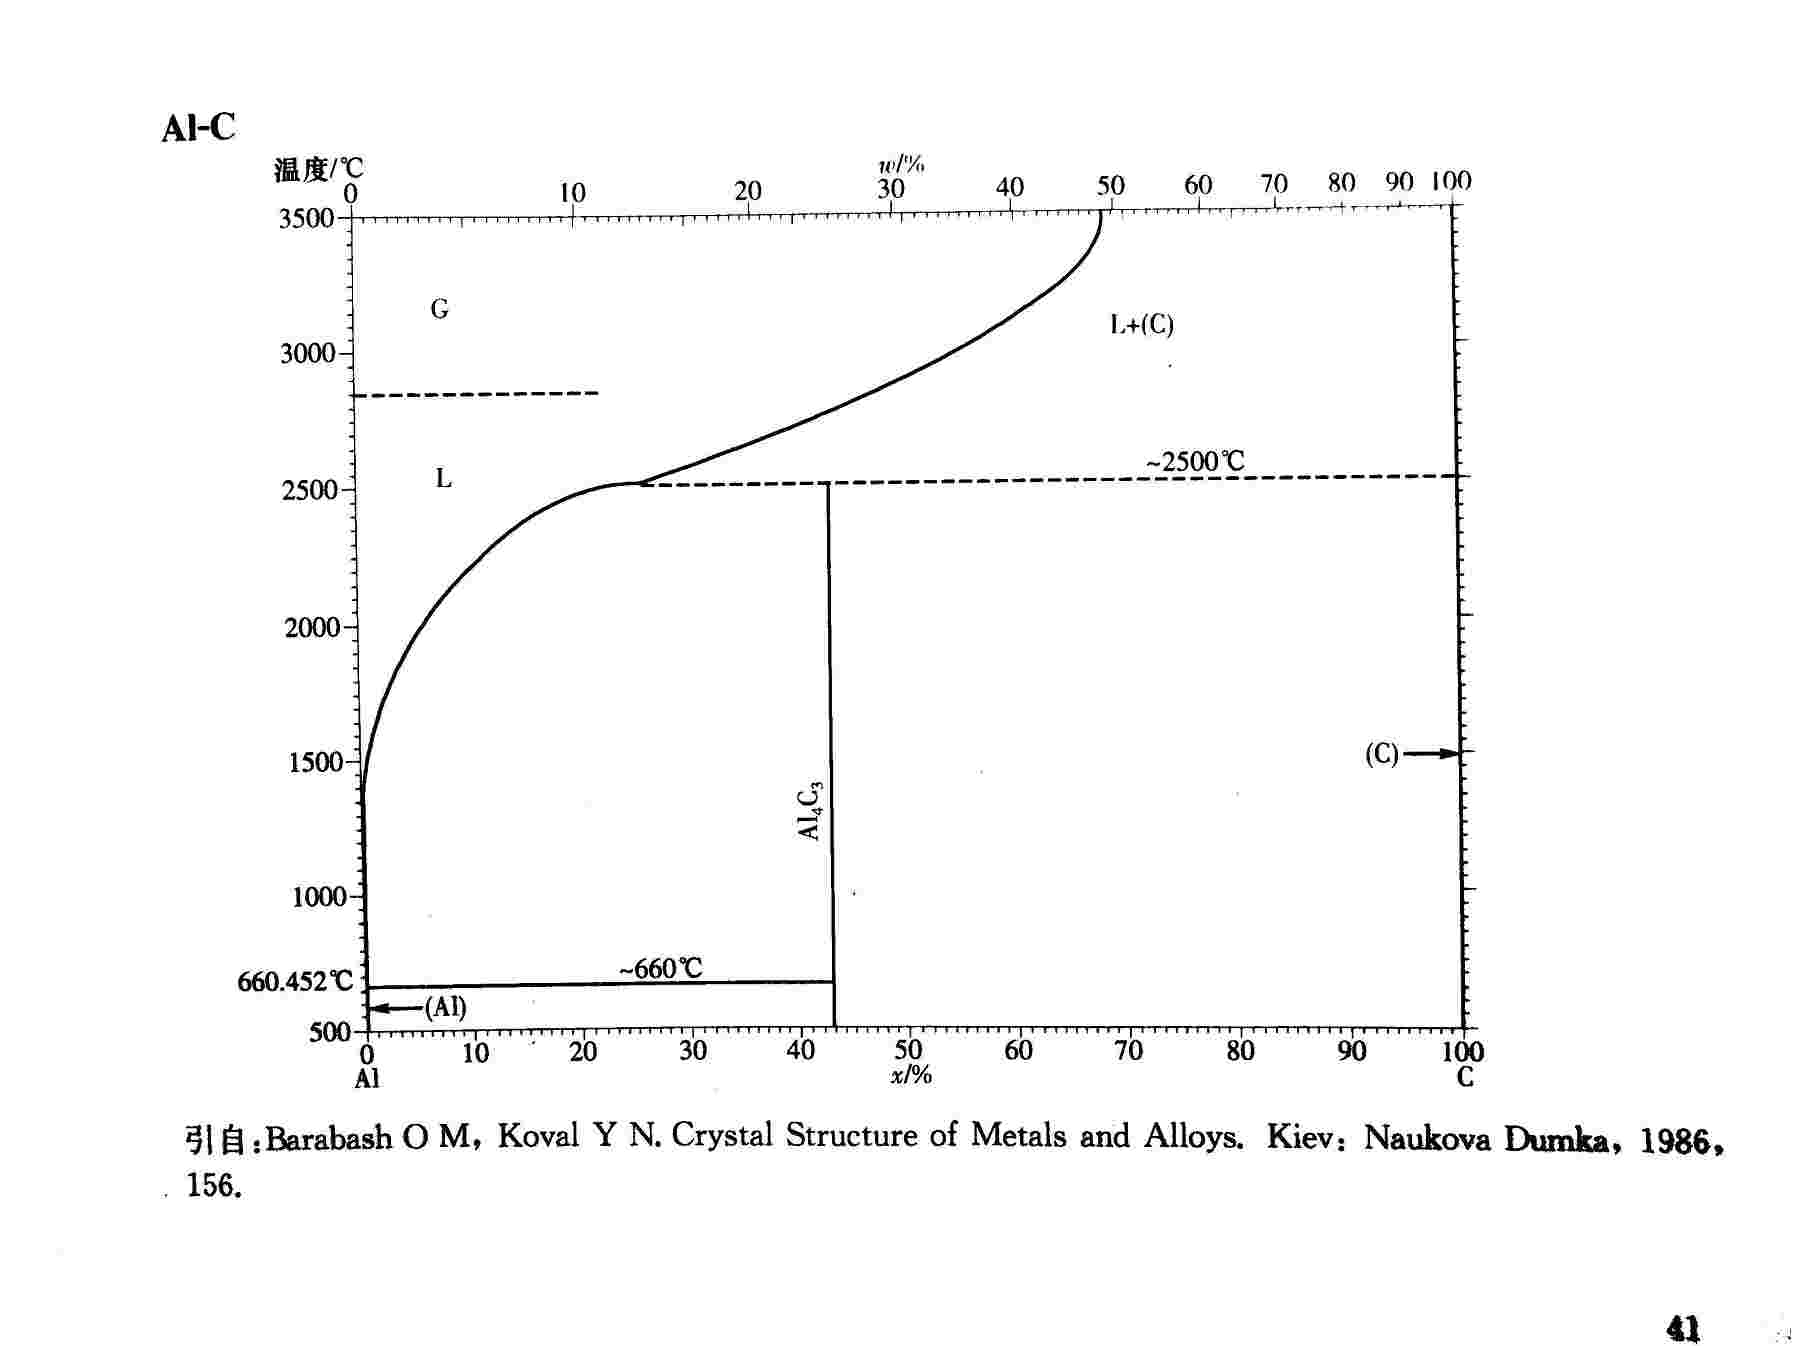 Al-C
温度/℃
w/%
0 10 20 30 40 50 60 70 80 90 100
3500
G
L+(C)
3000
~2500℃
L
2500
2000
1500
(C)
Al₄C₃
1000
~660℃
660.452℃
(Al)
500
0 10 20 30 40 50 60 70 80 90 100
Al x/% C
引自:Barabash O M, Koval Y N. Crystal Structure of Metals and Alloys. Kiev: Naukova Dumka, 1986,
156.
41